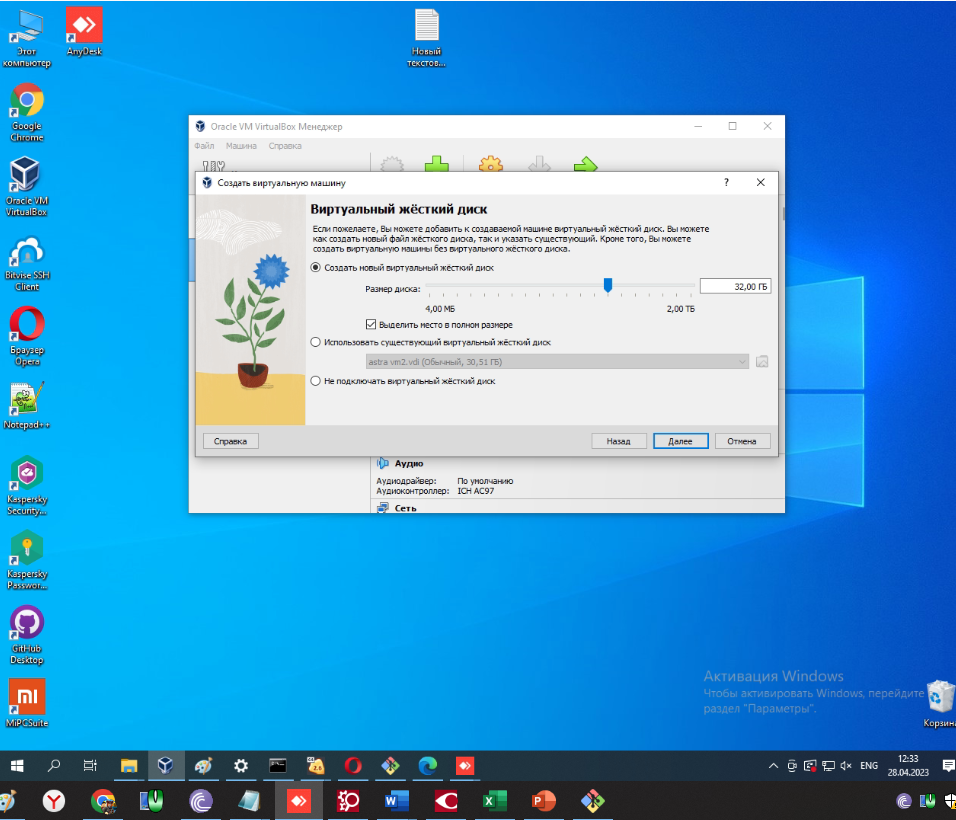 Этот
компьютер
AnyDesk
Новый
текстов...
Google
Chrome
Oracle VM
VirtualBox
Bitvise SSH
Client
Браузер
Opera
Notepad++
Kaspersky
Security...
Kaspersky
Passwor...
GitHub
Desktop
MiPCSuite
Oracle VM VirtualBox Менеджер
Файл Машина Справка
Создать виртуальную машину
?
Виртуальный жёсткий диск
Если пожелаете, Вы можете добавить к создаваемой машине виртуальный жёсткий диск. Вы можете
как создать новый файл жёсткого диска, так и указать существующий. Кроме того, Вы можете
создать виртуальную машины без виртуального жёсткого диска.
Создать новый виртуальный жёсткий диск
Размер диска:
32,00 ГБ
4,00 МБ 2,00 ТБ
Выделить место в полном размере
Использовать существующий виртуальный жёсткий диск
astra vm2.vdi (Обычный, 30,51 ГБ)
Не подключать виртуальный жёсткий диск
Справка Назад Далее Отмена
Аудио
Аудиодрайвер: По умолчанию
Аудиоконтроллер: ICH AC97
Сеть
Активация Windows
Чтобы активировать Windows, перейдите
раздел "Параметры".
Корзина
ENG
12:33
28.04.2023